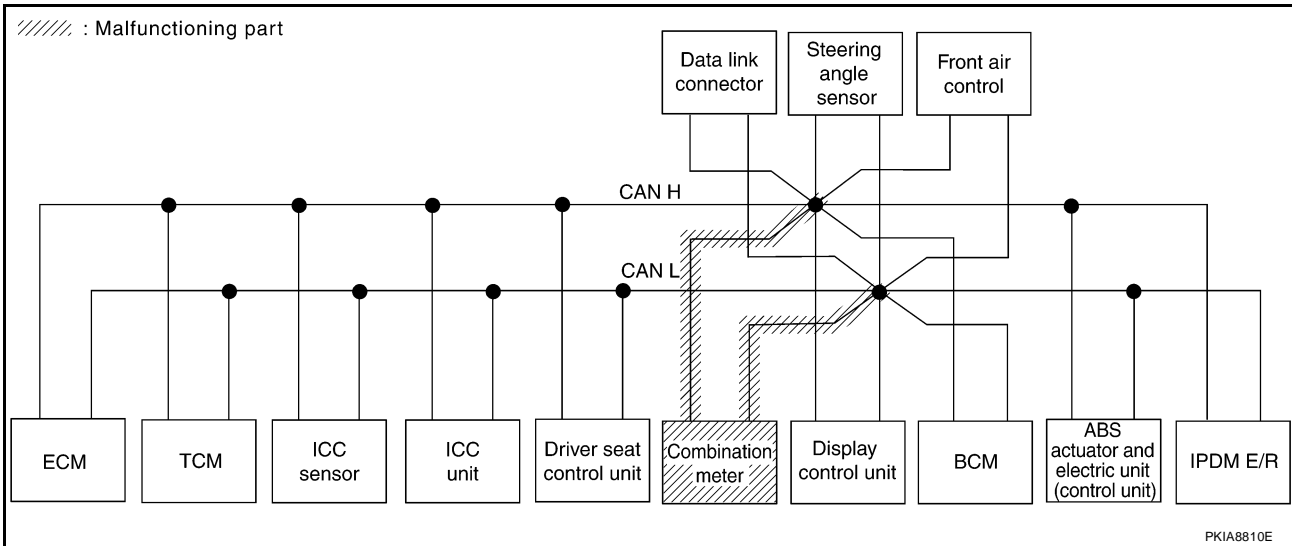 : Malfunctioning part
Data link
connector
Steering
angle
sensor
Front air
control
CAN H
CAN L
ECM
TCM
ICC
sensor
ICC
unit
Driver seat
control unit
Combination
meter
Display
control unit
BCM
ABS
actuator and
electric unit
(control unit)
IPDM E/R
PKIA8810E